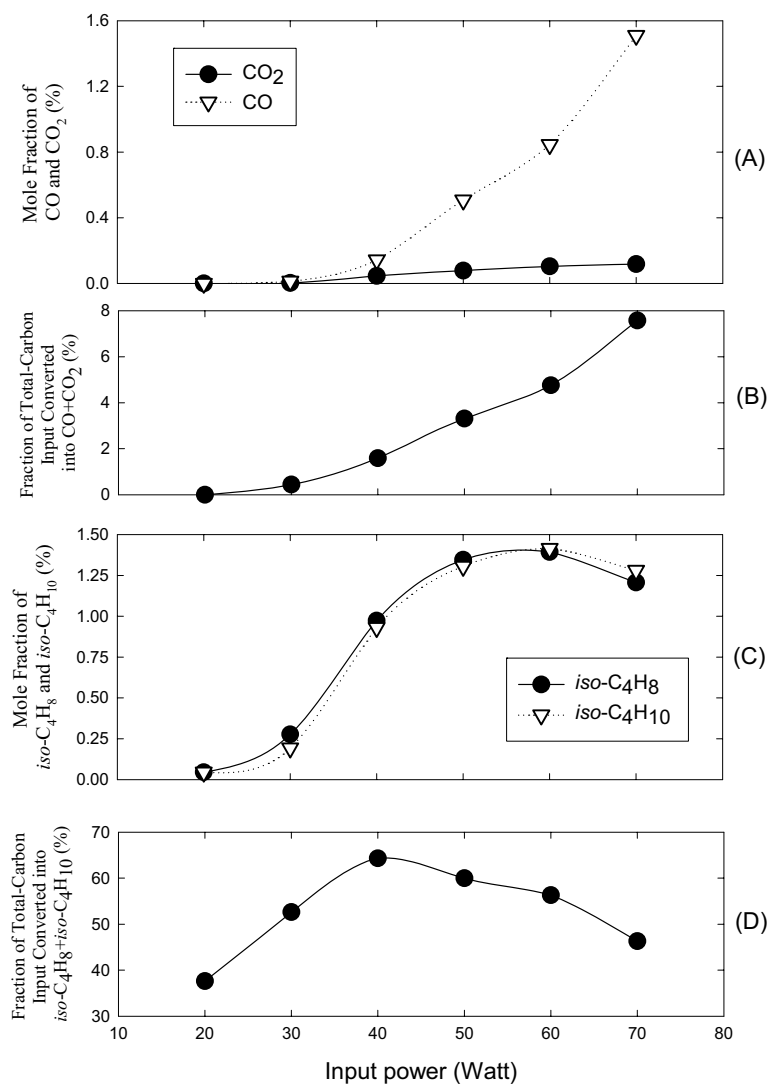 Mole Fraction of
CO and CO2 (%)
1.6
1.2
0.8
0.4
0.0
CO2
CO
(A)
Fraction of Total-Carbon
Input Converted
into CO+CO2 (%)
8
6
4
2
0
(B)
Mole Fraction of
iso-C4H8 and iso-C4H10 (%)
1.50
1.25
1.00
0.75
0.50
0.25
0.00
iso-C4H8
iso-C4H10
(C)
Fraction of Total-Carbon
Input Converted into
iso-C4H8+iso-C4H10 (%)
70
60
50
40
30
(D)
10 20 30 40 50 60 70 80
Input power (Watt)